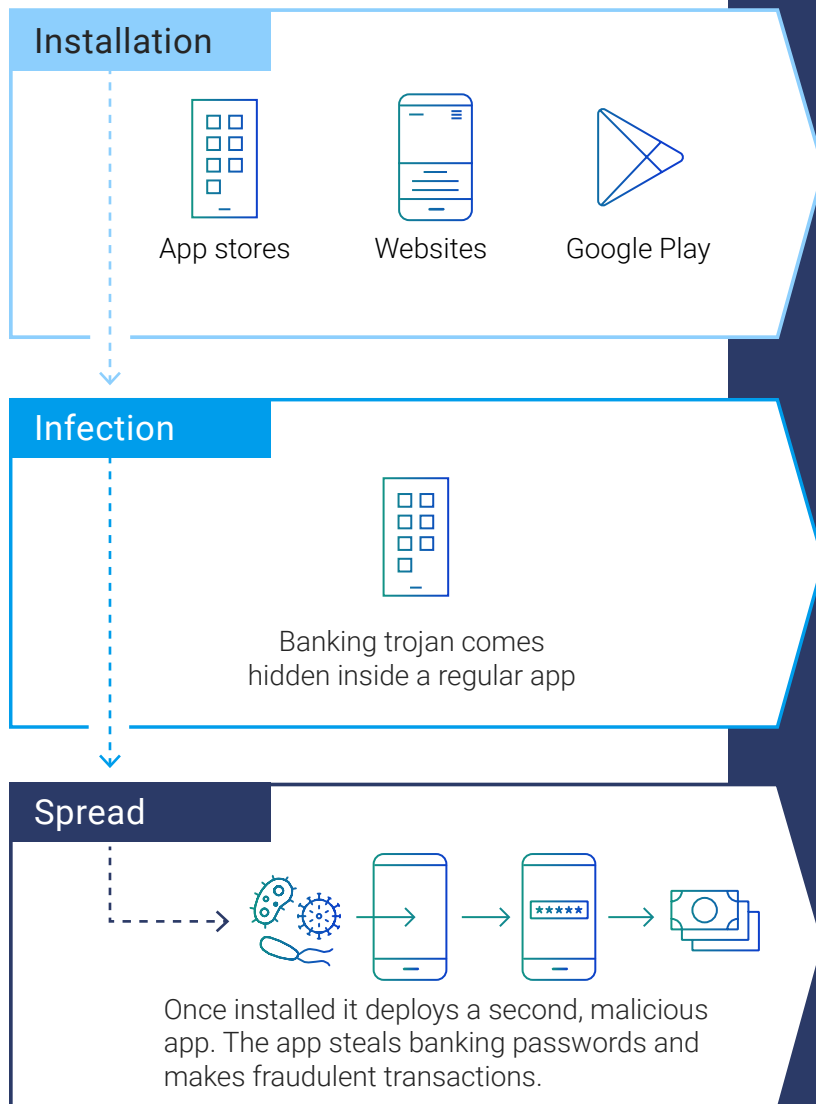 Installation
App stores
Websites
Google Play
Infection
Banking trojan comes
hidden inside a regular app
Spread
*****
Once installed it deploys a second, malicious
app. The app steals banking passwords and
makes fraudulent transactions.